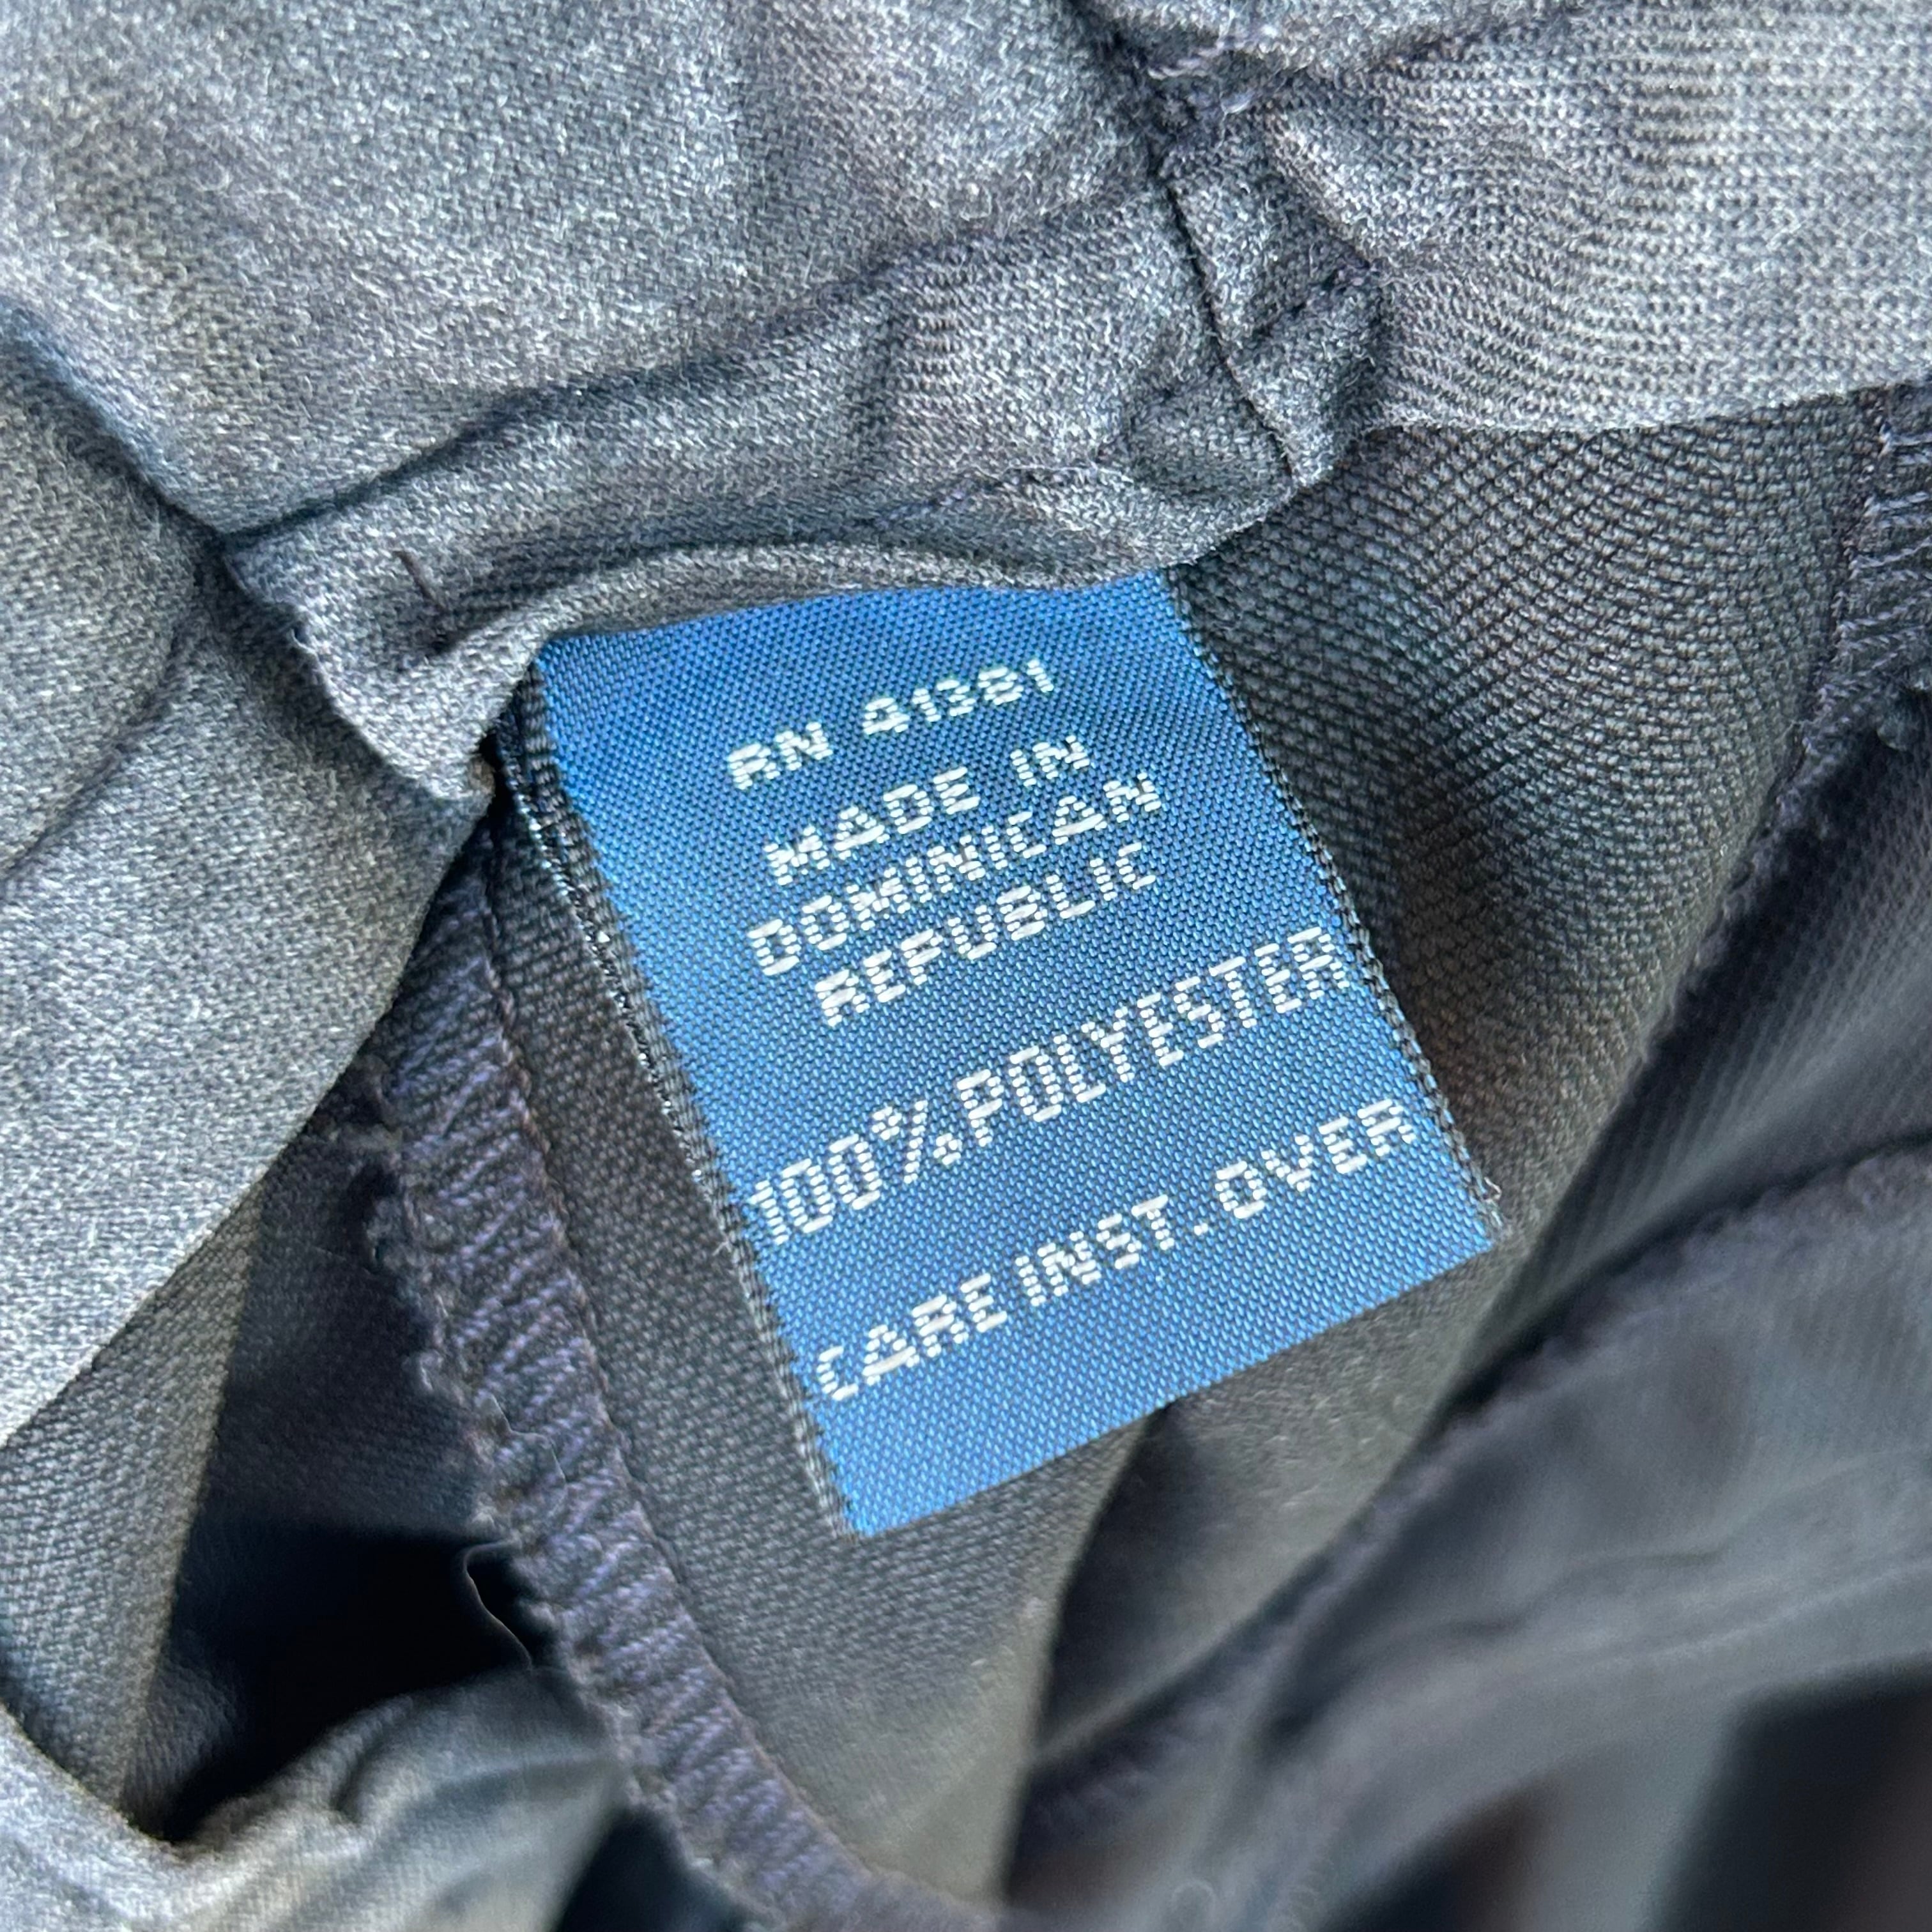 RN 41381
MADE IN
DOMINICAN
REPUBLIC
100% POLYESTER
CARE INST. OVER